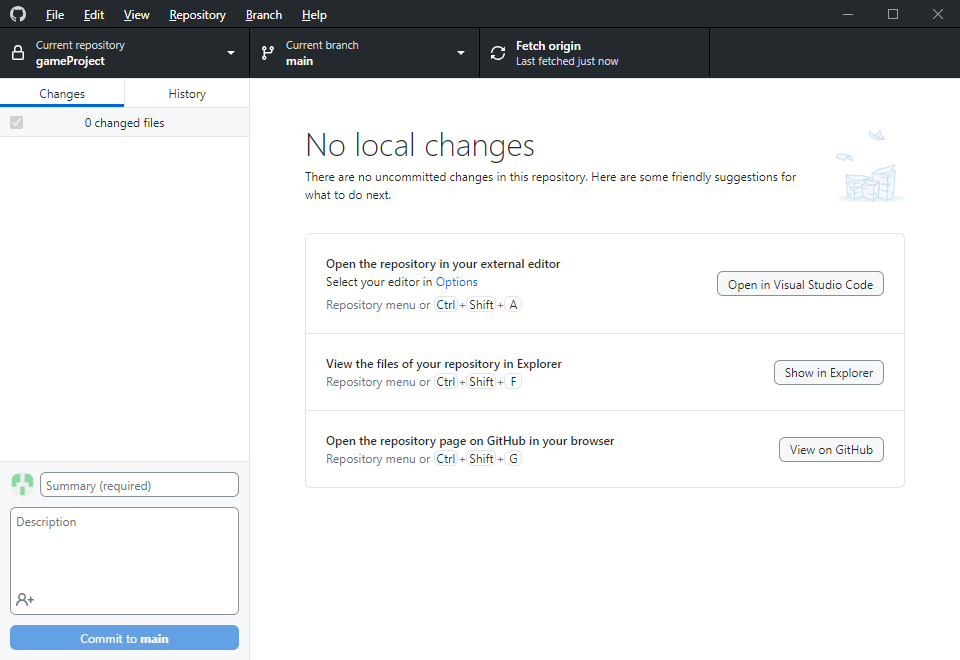 File Edit View Repository Branch Help
Current repository
gameProject
Current branch
main
Fetch origin
Last fetched just now
Changes
History
0 changed files
No local changes
There are no uncommitted changes in this repository. Here are some friendly suggestions for
what to do next.
Open the repository in your external editor
Select your editor in Options
Repository menu or Ctrl + Shift + A
Open in Visual Studio Code
View the files of your repository in Explorer
Repository menu or Ctrl + Shift + F
Show in Explorer
Open the repository page on GitHub in your browser
Repository menu or Ctrl + Shift + G
View on GitHub
Summary (required)
Description
Commit to main